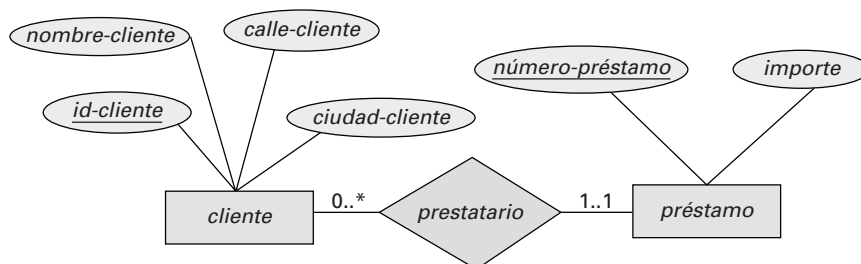 nombre-cliente
calle-cliente
número-préstamo
importe
id-cliente
ciudad-cliente
cliente
0..*
prestatario
1..1
préstamo